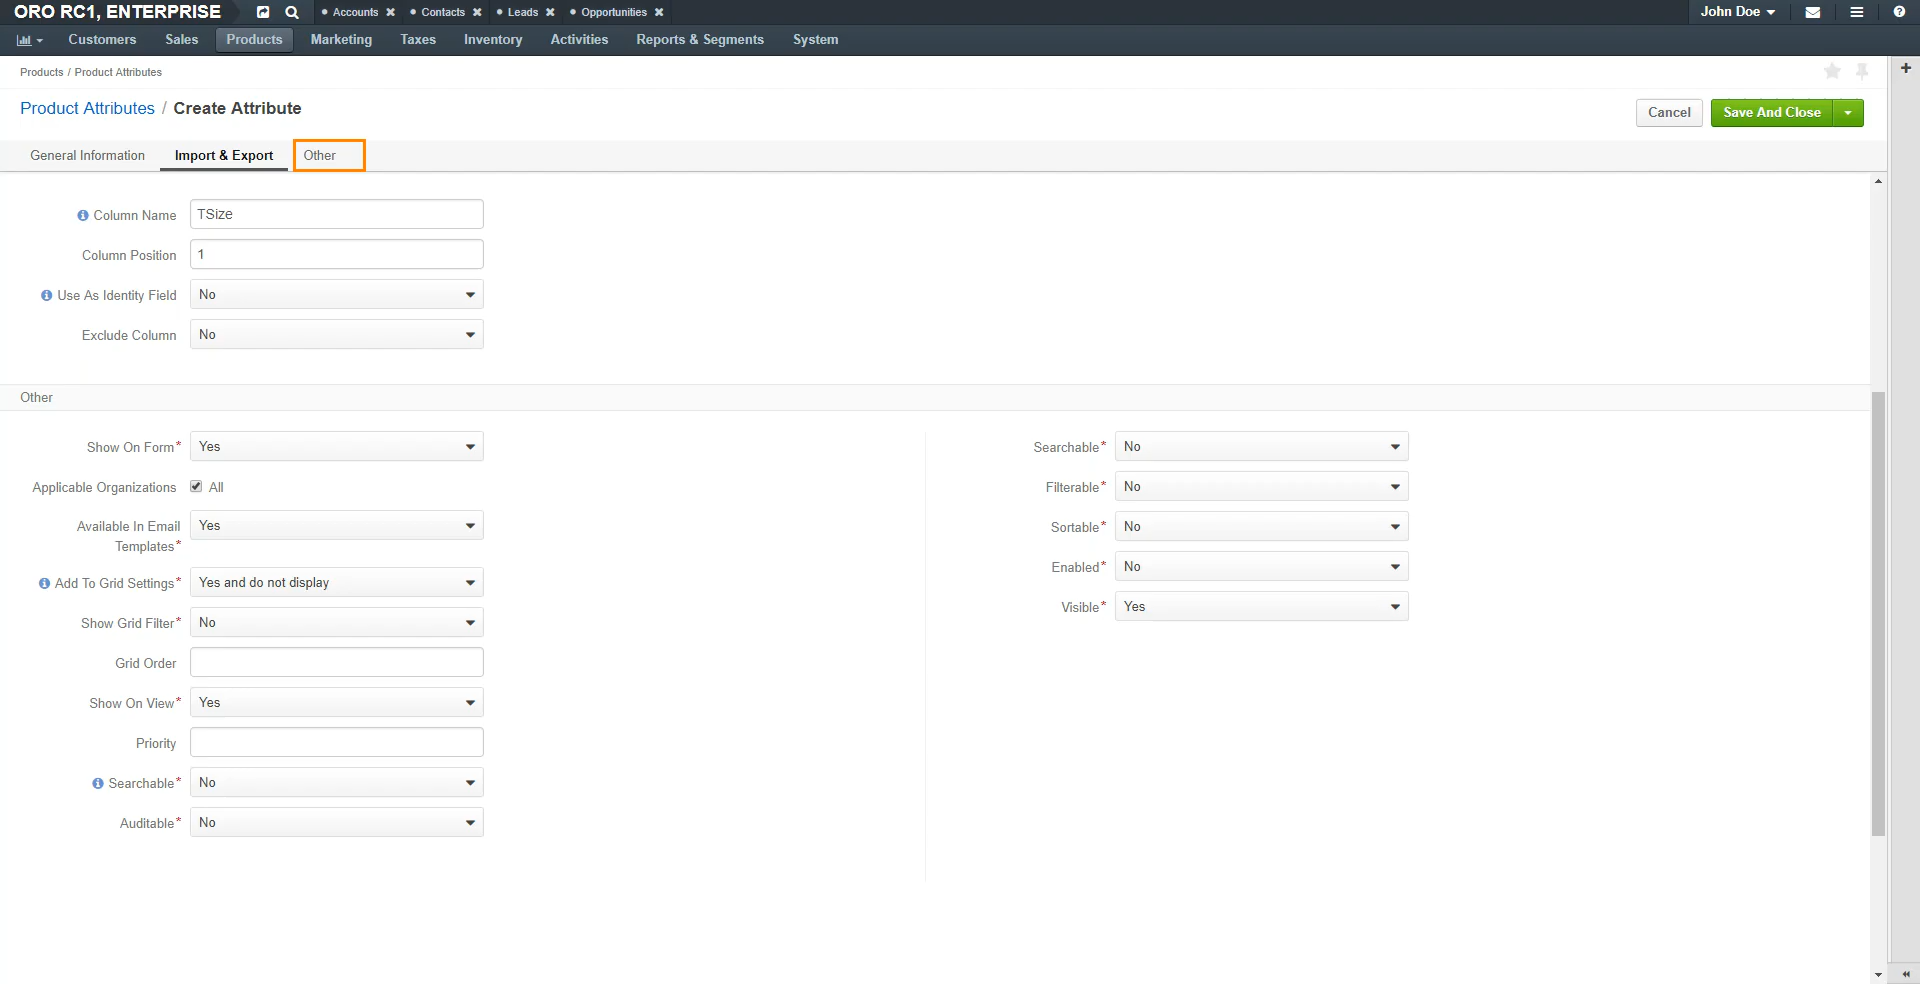 ORO RC1, ENTERPRISE Accounts Contacts Leads Opportunities John Doe
Customers Sales Products Marketing Taxes Inventory Activities Reports & Segments System
Products / Product Attributes
Product Attributes / Create Attribute
Cancel Save And Close
General Information Import & Export Other
Column Name TSize
Column Position 1
Use As Identity Field No
Exclude Column No
Other
Show On Form* Yes
Applicable Organizations All
Available In Email
Templates* Yes
Add To Grid Settings* Yes and do not display
Show Grid Filter* No
Grid Order
Show On View* Yes
Priority
Searchable* No
Auditable* No
Searchable* No
Filterable* No
Sortable* No
Enabled* No
Visible* Yes